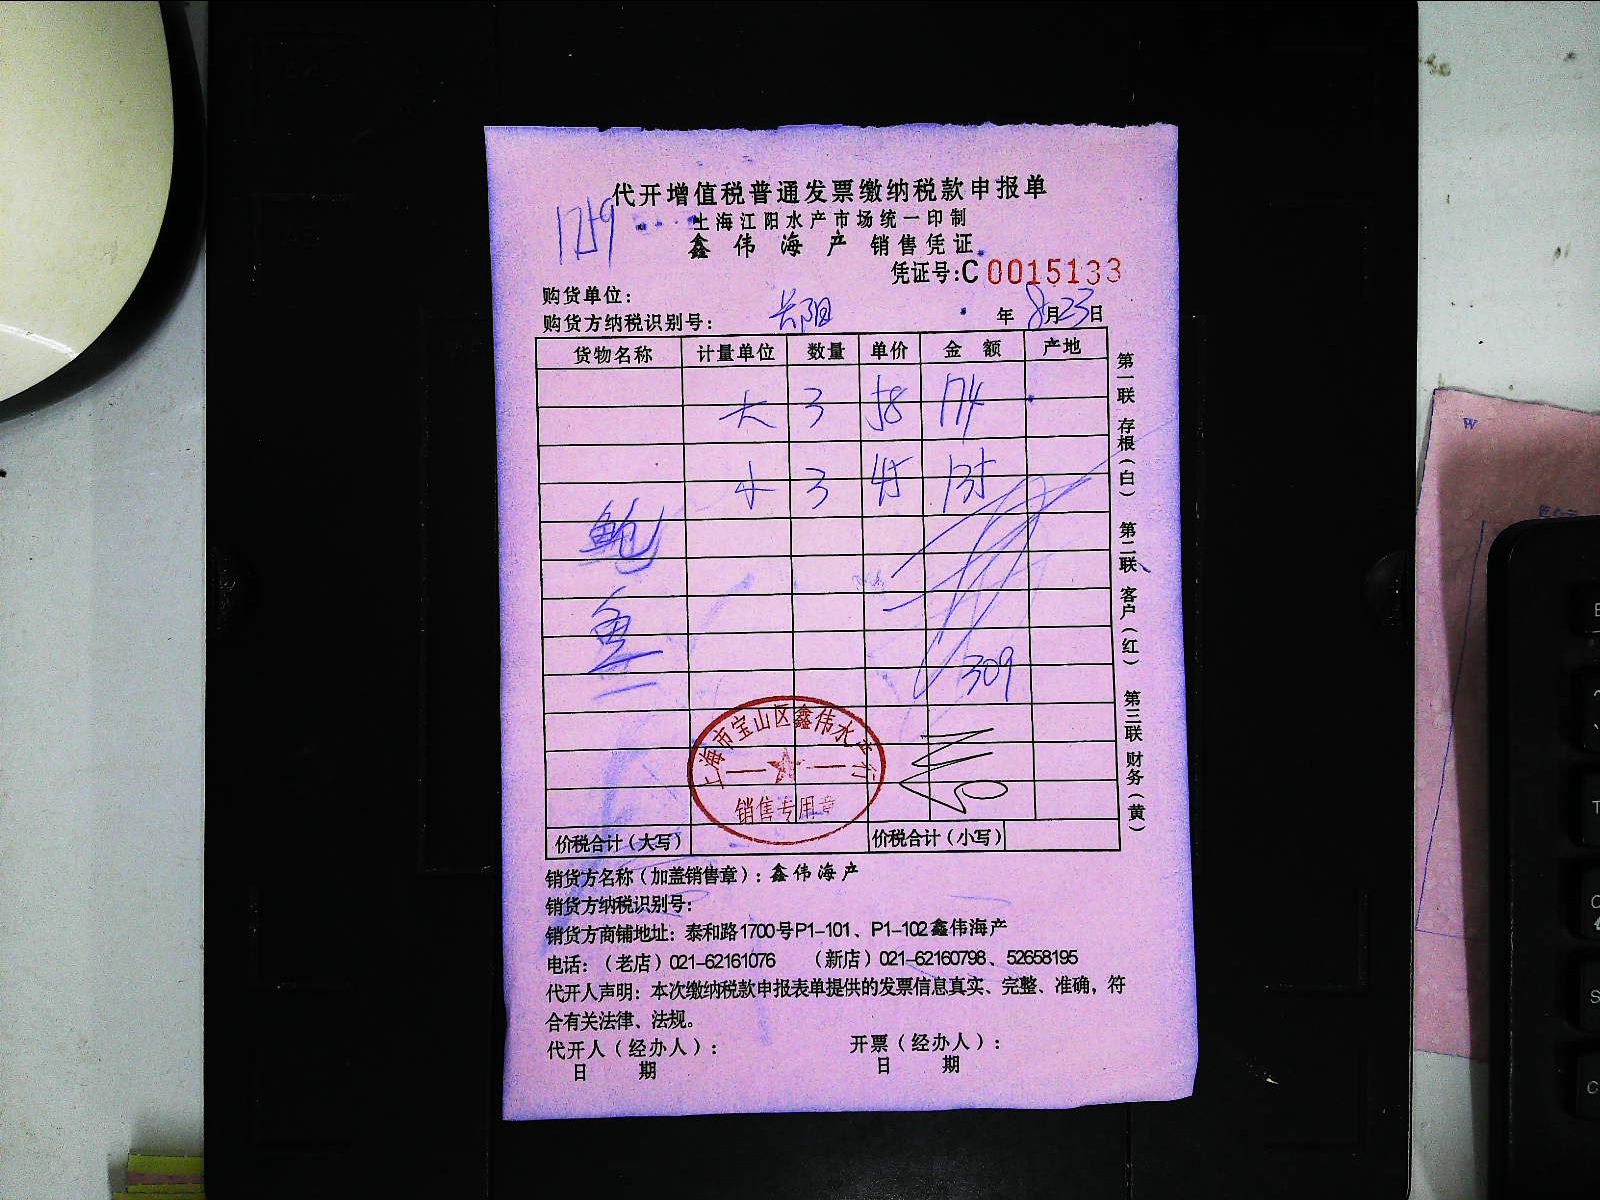 代开增值税普通发票缴纳税款申报单
1259
上海江阳水产市场统一印制
鑫伟海产 销售凭证
凭证号:C 0015133
购货单位:
购货方纳税识别号: 长阳 年 8月23日
货物名称 计量单位 数量 单价 金额 产地
大 3 58 174
小 3 45 135
鲍
鱼
309
上海市宝山区鑫伟水产行
销售专用章
价税合计(大写) 价税合计(小写)
销货方名称(加盖销售章): 鑫伟海产
销货方纳税识别号:
销货方商铺地址: 泰和路1700号P1-101、P1-102鑫伟海产
电话: (老店)021-62161076 (新店)021-62160798、52658195
代开人声明: 本次缴纳税款申报表单提供的发票信息真实、完整、准确, 符
合有关法律、法规。
代开人(经办人): 开票(经办人):
日 期 日 期
第一联 存根(白) 第二联 客户(红) 第三联 财务(黄)